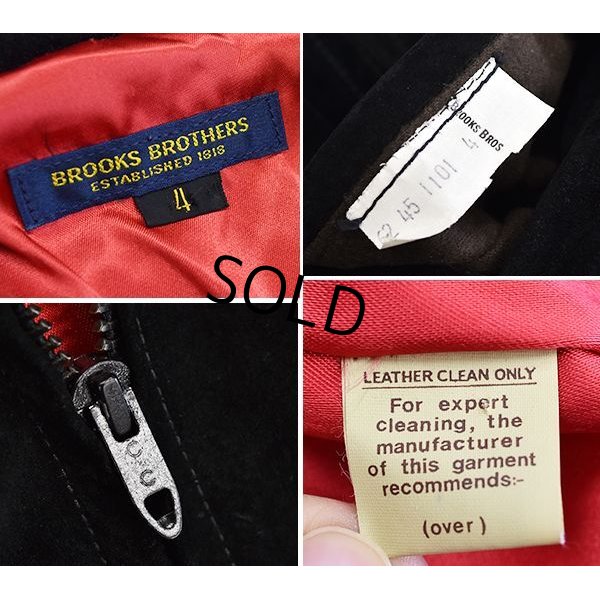 BROOKS BROTHERS
ESTABLISHED 1818
4
BROOKS BROS
62 45 1101 4
SOLD
C C
LEATHER CLEAN ONLY
For expert
cleaning, the
manufacturer
of this garment
recommends:-
(over)